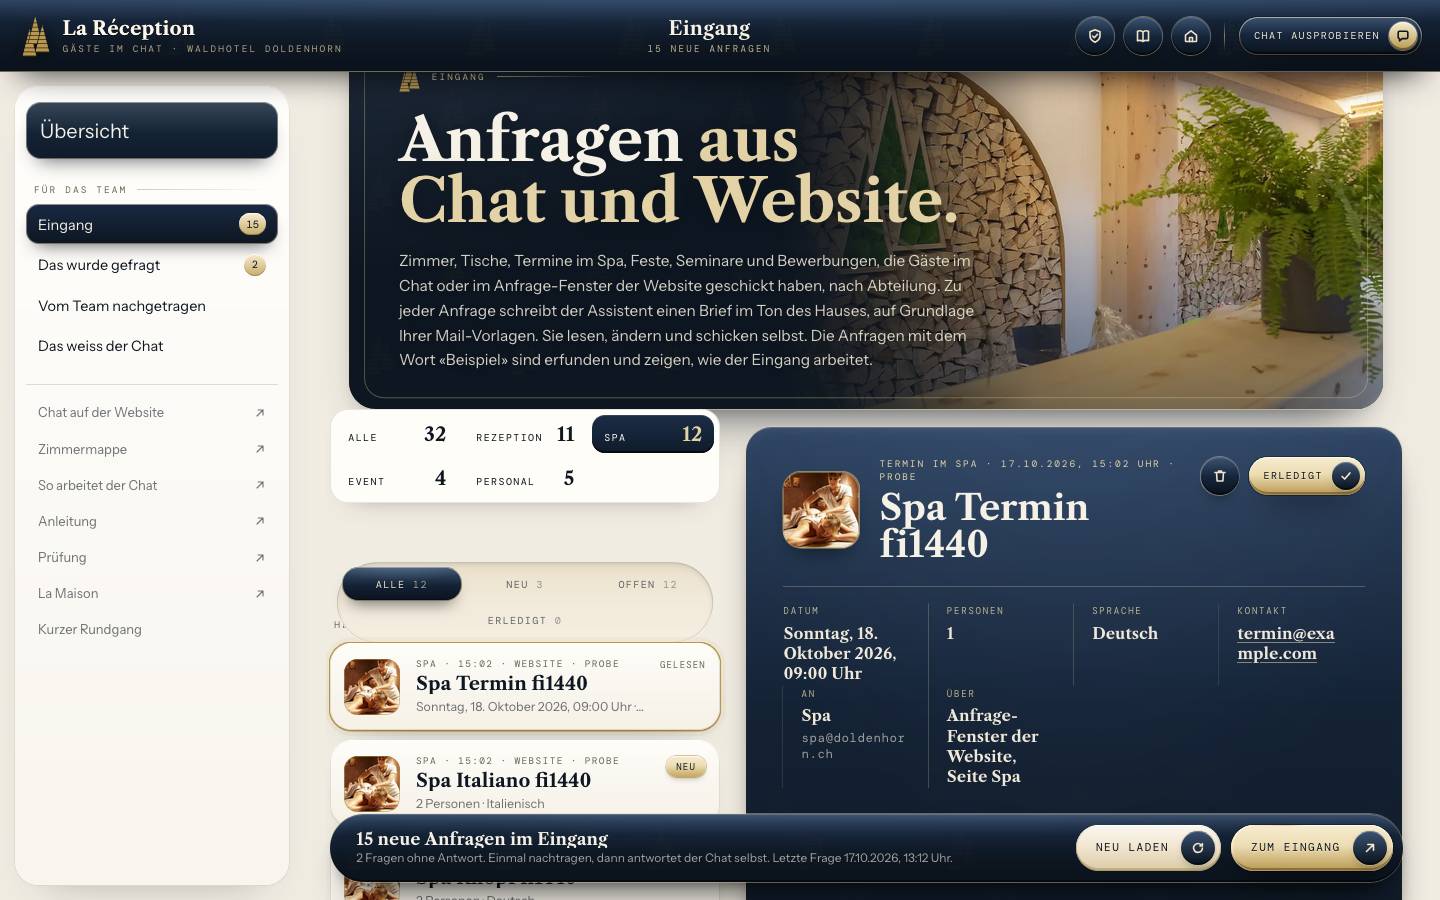 La Réception
GÄSTE IM CHAT · WALDHOTEL DOLDENHORN
Eingang
15 NEUE ANFRAGEN
CHAT AUSPROBIEREN
Übersicht
FÜR DAS TEAM
Eingang 15
Das wurde gefragt 2
Vom Team nachgetragen
Das weiss der Chat
Chat auf der Website
Zimmermappe
So arbeitet der Chat
Anleitung
Prüfung
La Maison
Kurzer Rundgang
EINGANG
Anfragen aus
Chat und Website.
Zimmer, Tische, Termine im Spa, Feste, Seminare und Bewerbungen, die Gäste im
Chat oder im Anfrage-Fenster der Website geschickt haben, nach Abteilung. Zu
jeder Anfrage schreibt der Assistent einen Brief im Ton des Hauses, auf Grundlage
Ihrer Mail-Vorlagen. Sie lesen, ändern und schicken selbst. Die Anfragen mit dem
Wort «Beispiel» sind erfunden und zeigen, wie der Eingang arbeitet.
ALLE 32 REZEPTION 11 SPA 12
EVENT 4 PERSONAL 5
ALLE 12 NEU 3 OFFEN 12
ERLEDIGT 0
SPA · 15:02 · WEBSITE · PROBE GELESEN
Spa Termin fi1440
Sonntag, 18. Oktober 2026, 09:00 Uhr ·...
SPA · 15:02 · WEBSITE · PROBE NEU
Spa Italiano fi1440
2 Personen · Italienisch
TERMIN IM SPA · 17.10.2026, 15:02 UHR ·
PROBE
Spa Termin
fi1440
ERLEDIGT
DATUM PERSONEN SPRACHE KONTAKT
Sonntag, 18. 1 Deutsch termin@exa
Oktober 2026, mple.com
09:00 Uhr
AN ÜBER
Spa Anfrage-
spa@doldenhor Fenster der
n.ch Website,
Seite Spa
15 neue Anfragen im Eingang
2 Fragen ohne Antwort. Einmal nachtragen, dann antwortet der Chat selbst. Letzte Frage 17.10.2026, 13:12 Uhr.
NEU LADEN
ZUM EINGANG